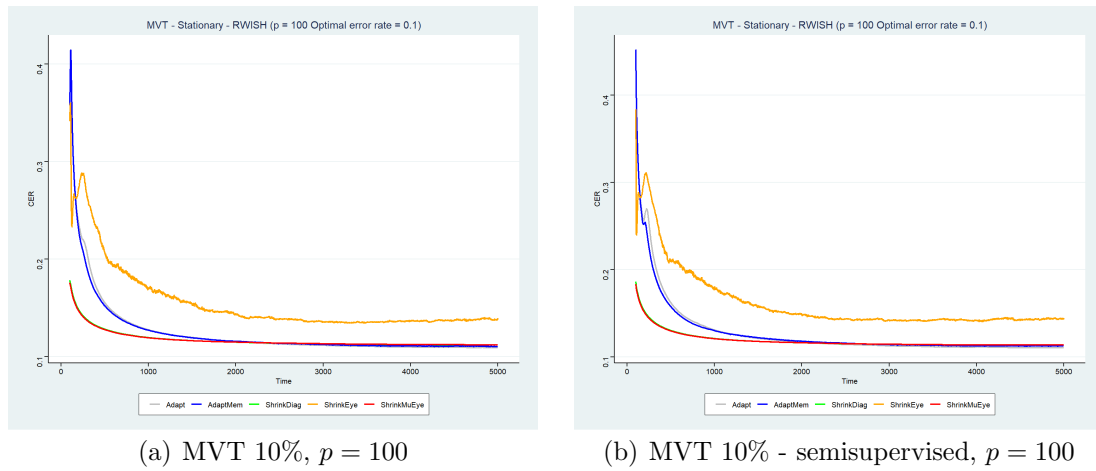 MVT - Stationary - RWISH (p = 100 Optimal error rate = 0.1)
CER
0.4
0.3
0.2
0.1
0
1000
2000
3000
4000
5000
Time
Adapt
AdaptMem
ShrinkDiag
ShrinkEye
ShrinkMuEye
(a) MVT 10%, p = 100
MVT - Stationary - RWISH (p = 100 Optimal error rate = 0.1)
CER
0.4
0.3
0.2
0.1
0
1000
2000
3000
4000
5000
Time
Adapt
AdaptMem
ShrinkDiag
ShrinkEye
ShrinkMuEye
(b) MVT 10% - semisupervised, p = 100